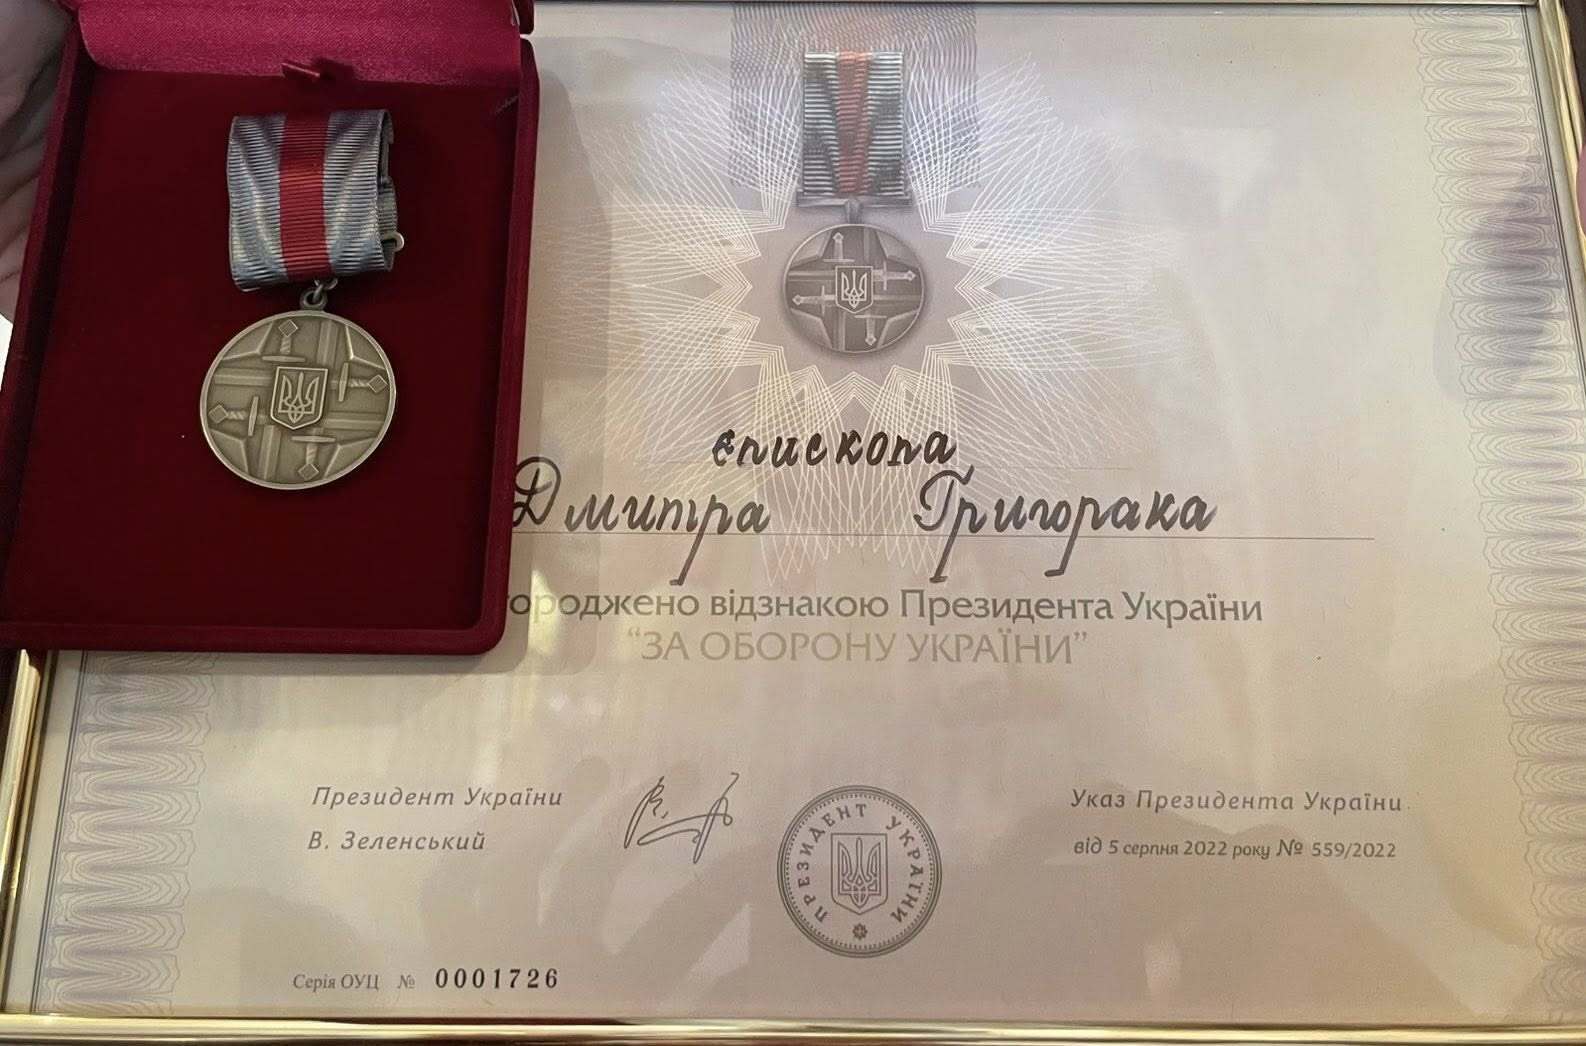 єпископа
Дмитра Григорака
городжено відзнакою Президента України
“ЗА ОБОРОНУ УКРАЇНИ”
Президент України
В. Зеленський
ПРЕЗИДЕНТ УКРАЇНИ
Указ Президента України
від 5 серпня 2022 року № 559/2022
Серія ОУЦ № 0001726